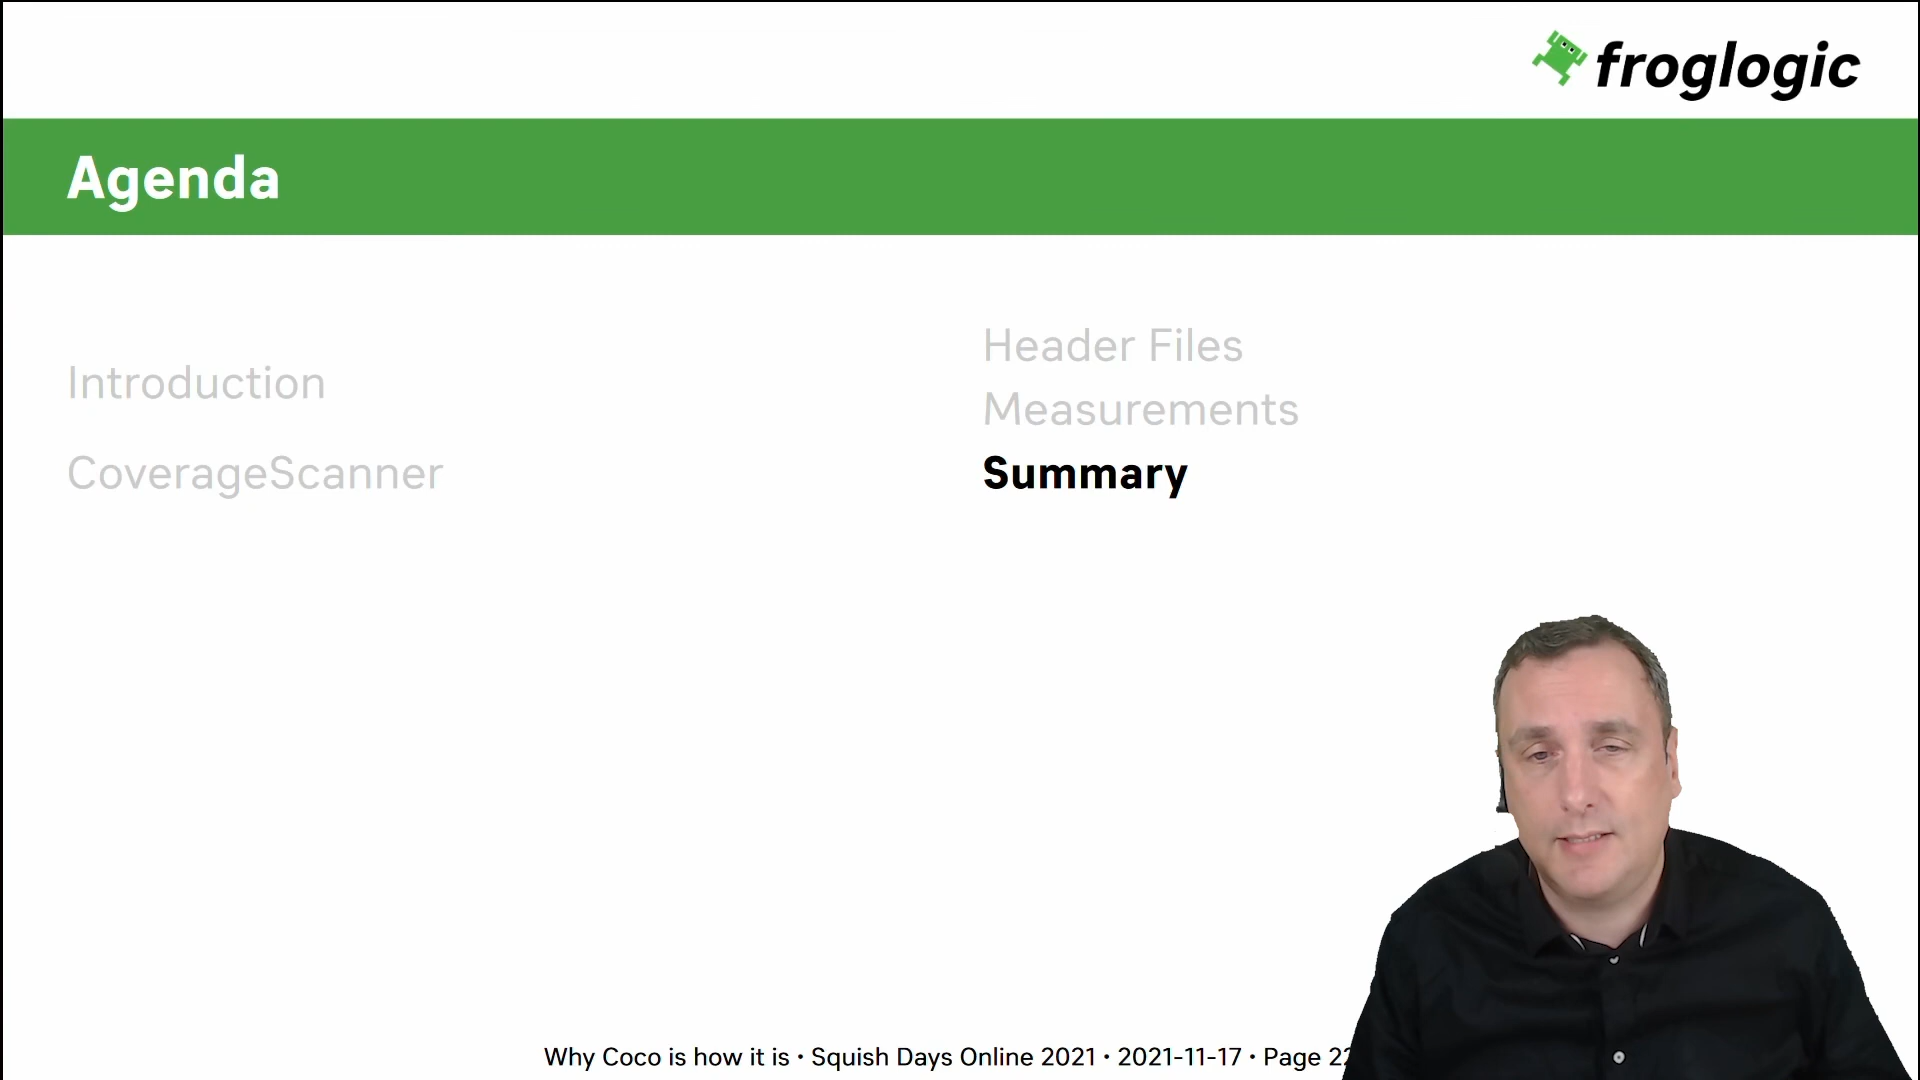 froglogic
Agenda
Introduction
CoverageScanner
Header Files
Measurements
Summary
Why Coco is how it is • Squish Days Online 2021 • 2021-11-17 • Page